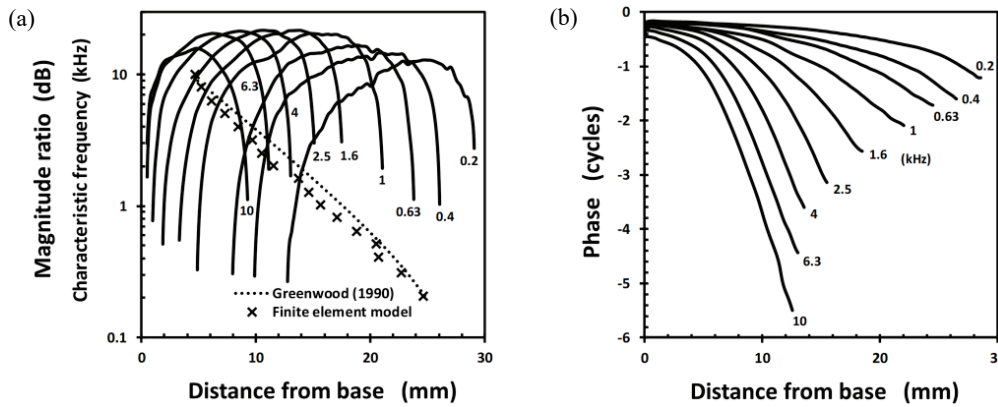 (a)
Magnitude ratio (dB)
Characteristic frequency (kHz)
10
1
0.1
6.3
4
2.5
1.6
1
0.2
10
0.63
0.4
Greenwood (1990)
Finite element model
0 10 20 30
Distance from base (mm)
(b)
Phase (cycles)
0
-1
-2
-3
-4
-5
-6
0.2
0.4
0.63
1
1.6 (kHz)
2.5
4
6.3
10
0 10 20 30
Distance from base (mm)